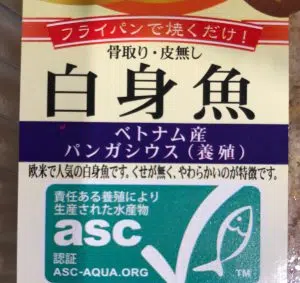 フライパンで焼くだけ!
骨取り・皮無し
白身魚
ベトナム産
パンガシウス(養殖)
欧米で人気の白身魚です。くせが無く、やわらかいのが特徴です。
責任ある養殖により
生産された水産物
asc
認証
ASC-AQUA.ORG
TM